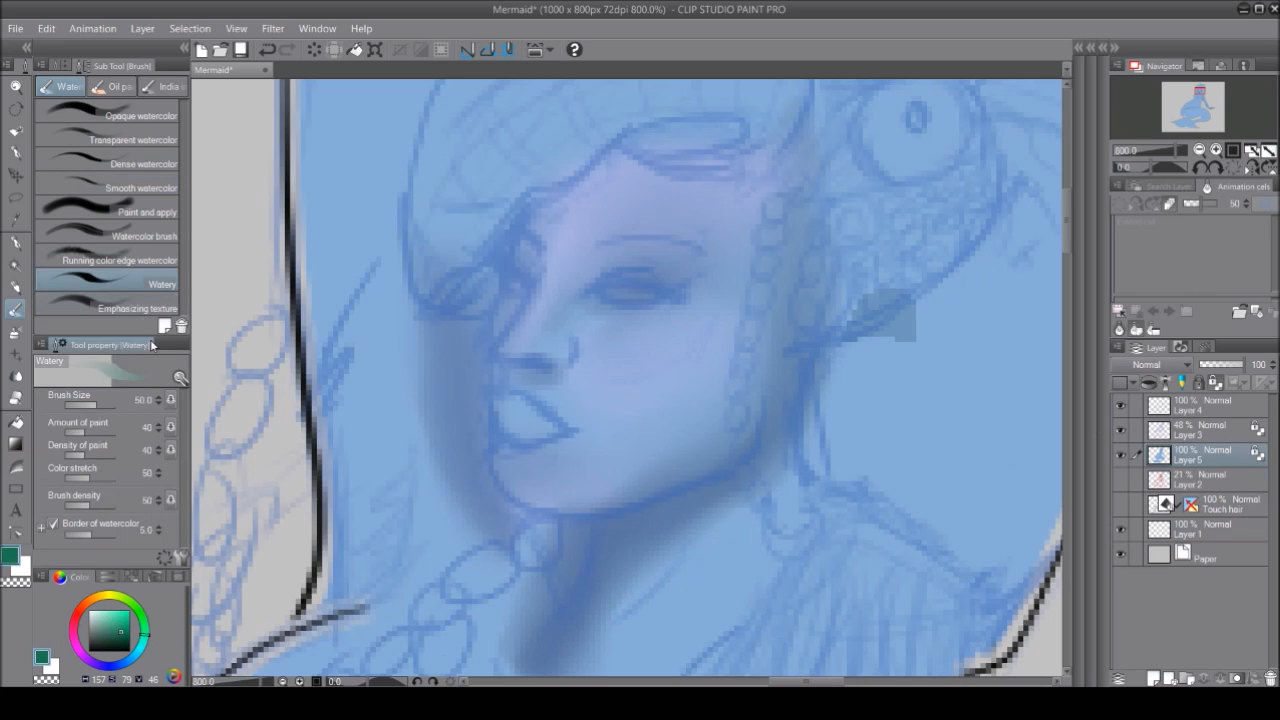 Mermaid* (1000 x 800px 72dpi 800.0%) - CLIP STUDIO PAINT PRO
File Edit Animation Layer Selection View Filter Window Help
Sub Tool [Brush]
Mermaid*
Navigator
Water Oil pa India
Opaque watercolor
Transparent watercolor
Dense watercolor
Smooth watercolor
Paint and apply
Watercolor brush
Running color edge watercolor
Watery
Emphasizing texture
Tool property [Watery]
Watery
Brush Size 50.0
Amount of paint 40
Density of paint 40
Color stretch 50
Brush density 50
Border of watercolor 5.0
Color
H 157 S 79 V 46
800.0 0.0
800.0
0.0
Search Layer Animation cels
50
Layer
Normal 100
100 % Normal
Layer 4
48 % Normal
Layer 3
100 % Normal
Layer 5
21 % Normal
Layer 2
100 % Normal
Touch hair
100 % Normal
Layer 1
Paper